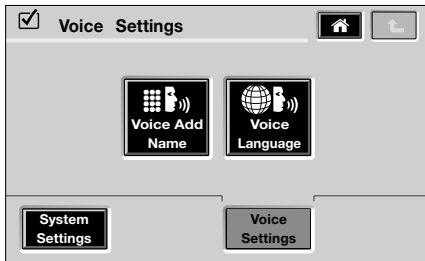 Voice Settings
Voice Add
Name
Voice
Language
System
Settings
Voice
Settings